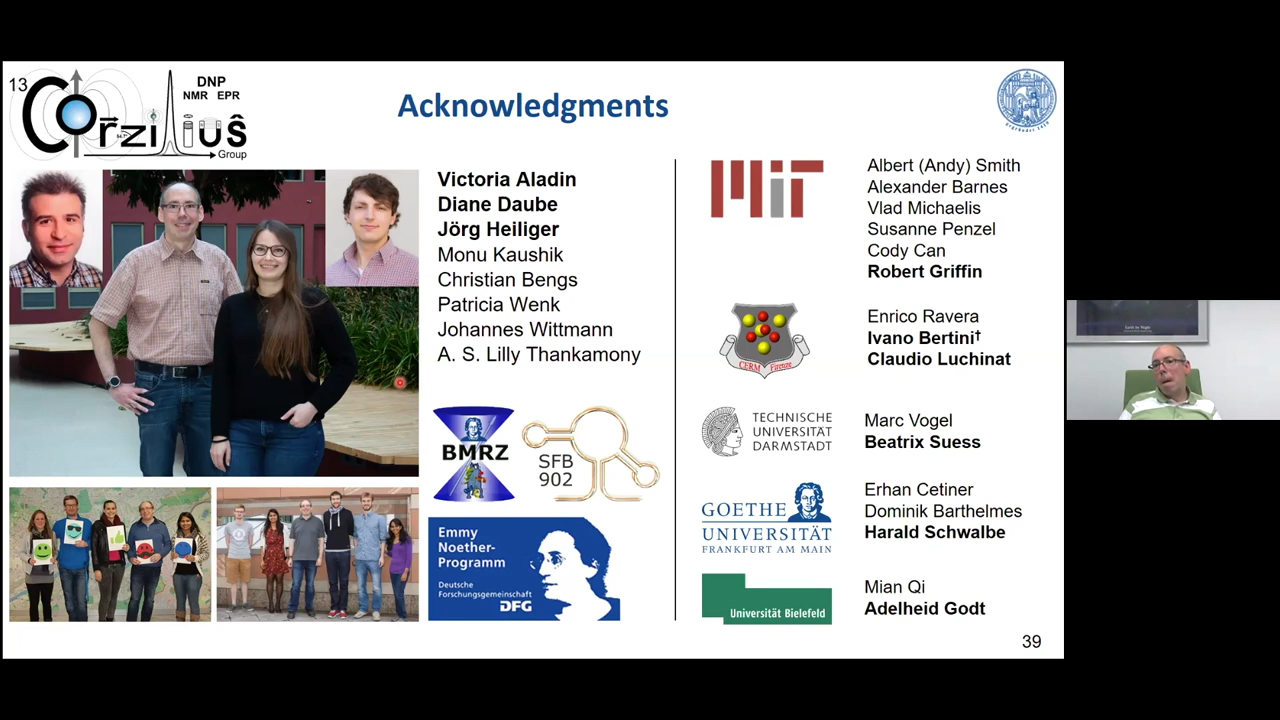 13
Corzilius
DNP
NMR EPR
Group
Acknowledgments
Victoria Aladin
Diane Daube
Jörg Heiliger
Monu Kaushik
Christian Bengs
Patricia Wenk
Johannes Wittmann
A. S. Lilly Thankamony
BMRZ
SFB
902
Emmy
Noether-
Programm
Deutsche
Forschungsgemeinschaft
DFG
MIT
Albert (Andy) Smith
Alexander Barnes
Vlad Michaelis
Susanne Penzel
Cody Can
Robert Griffin
CERM Firenze
Enrico Ravera
Ivano Bertini†
Claudio Luchinat
TECHNISCHE
UNIVERSITÄT
DARMSTADT
Marc Vogel
Beatrix Suess
GOETHE
UNIVERSITÄT
FRANKFURT AM MAIN
Erhan Cetiner
Dominik Barthelmes
Harald Schwalbe
Universität Bielefeld
Mian Qi
Adelheid Godt
39